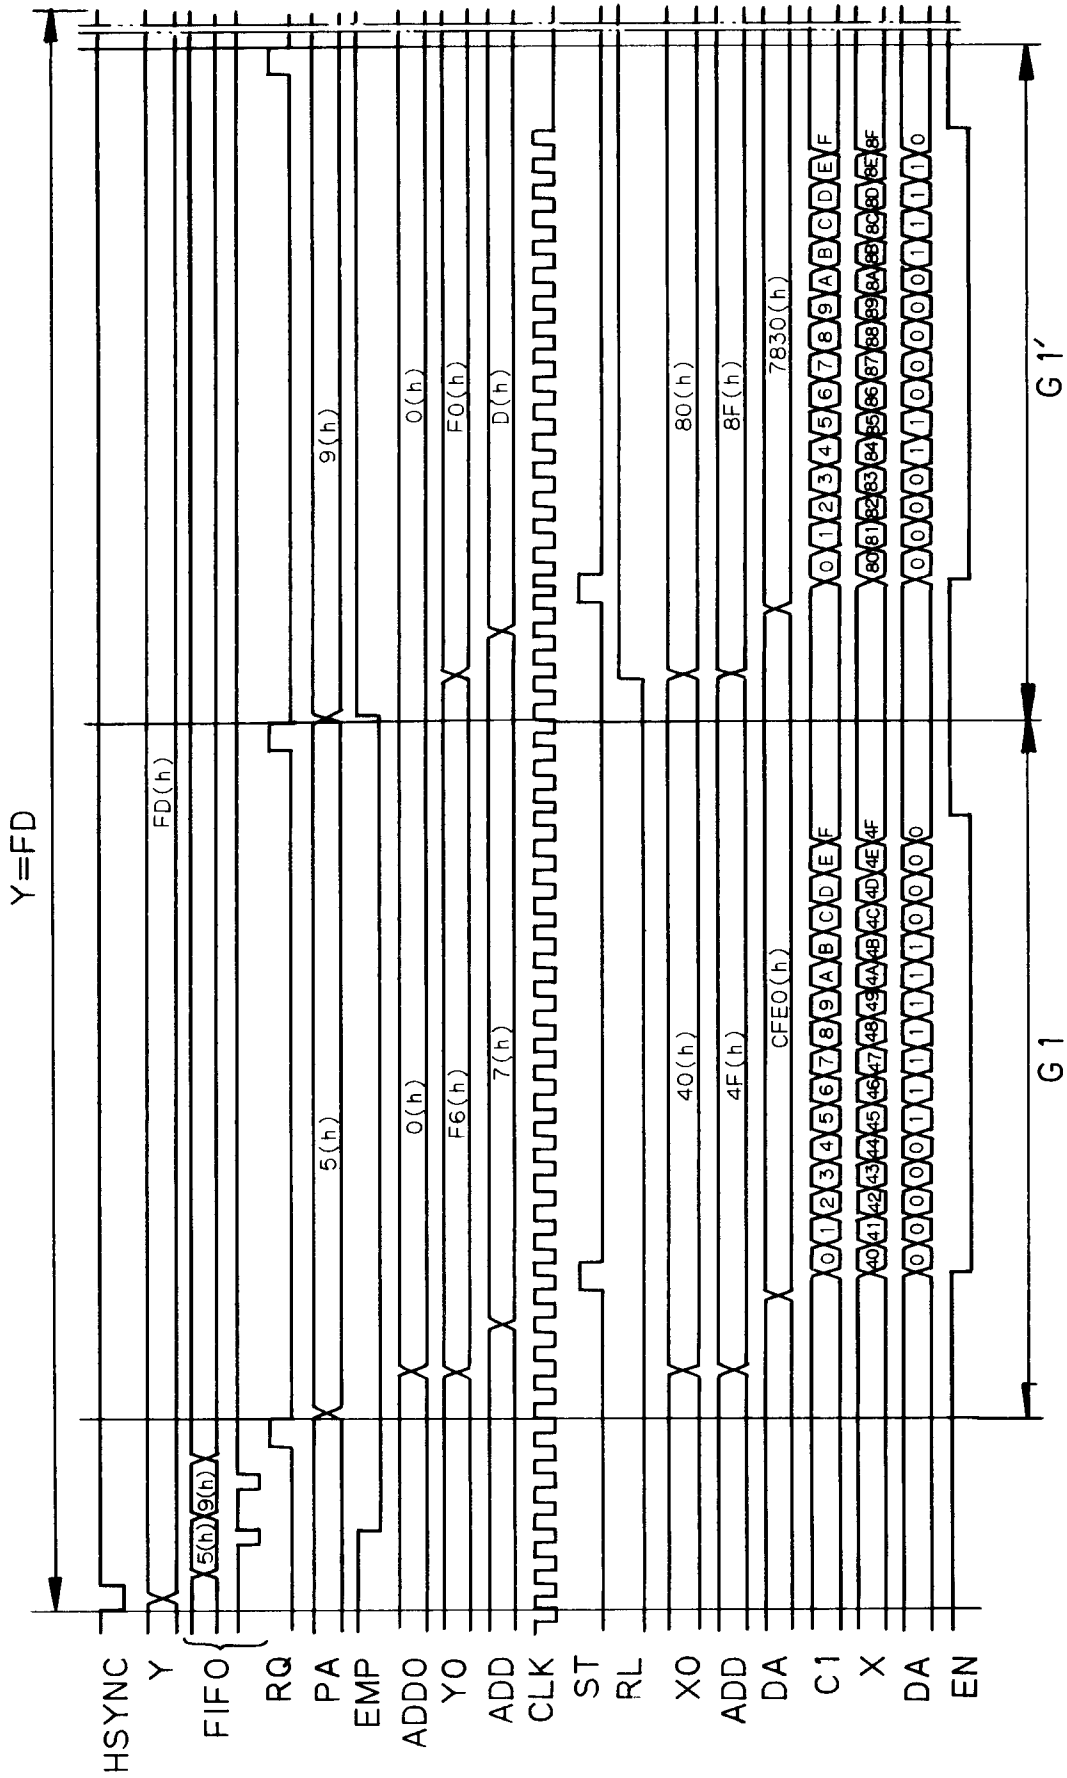 Y=FD
HSYNC
Y FD(h)
FIFO 5(h) 9(h)
RQ
PA 5(h) 9(h)
EMP
ADD0 0(h) 0(h)
Y0 F6(h) F0(h)
ADD 7(h) D(h)
CLK
ST
RL
X0 40(h) 80(h)
ADD 4F(h) 8F(h)
DA CFE0(h) 7830(h)
C1 0 1 2 3 4 5 6 7 8 9 A B C D E F 0 1 2 3 4 5 6 7 8 9 A B C D E F
X 40 41 42 43 44 45 46 47 48 49 4A 4B 4C 4D 4E 4F 80 81 82 83 84 85 86 87 88 89 8A 8B 8C 8D 8E 8F
DA 0 0 0 0 0 1 1 1 1 1 1 1 0 0 0 0 0 0 0 0 1 1 0 0 0 0 0 1 1 1 1 0
EN
G1 G1′